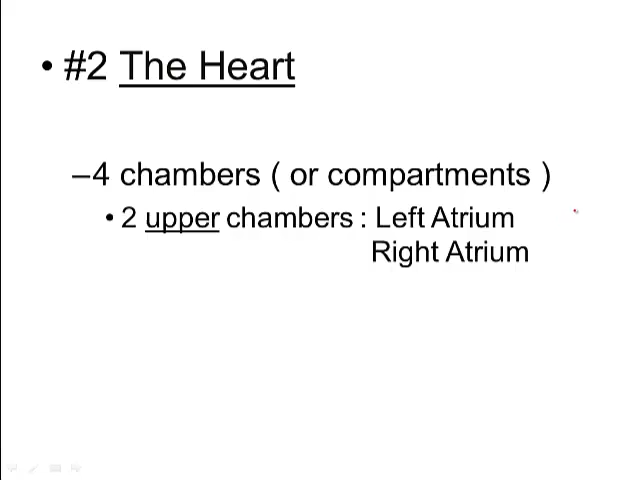 • #2 The Heart
–4 chambers ( or compartments )
• 2 upper chambers : Left Atrium
Right Atrium